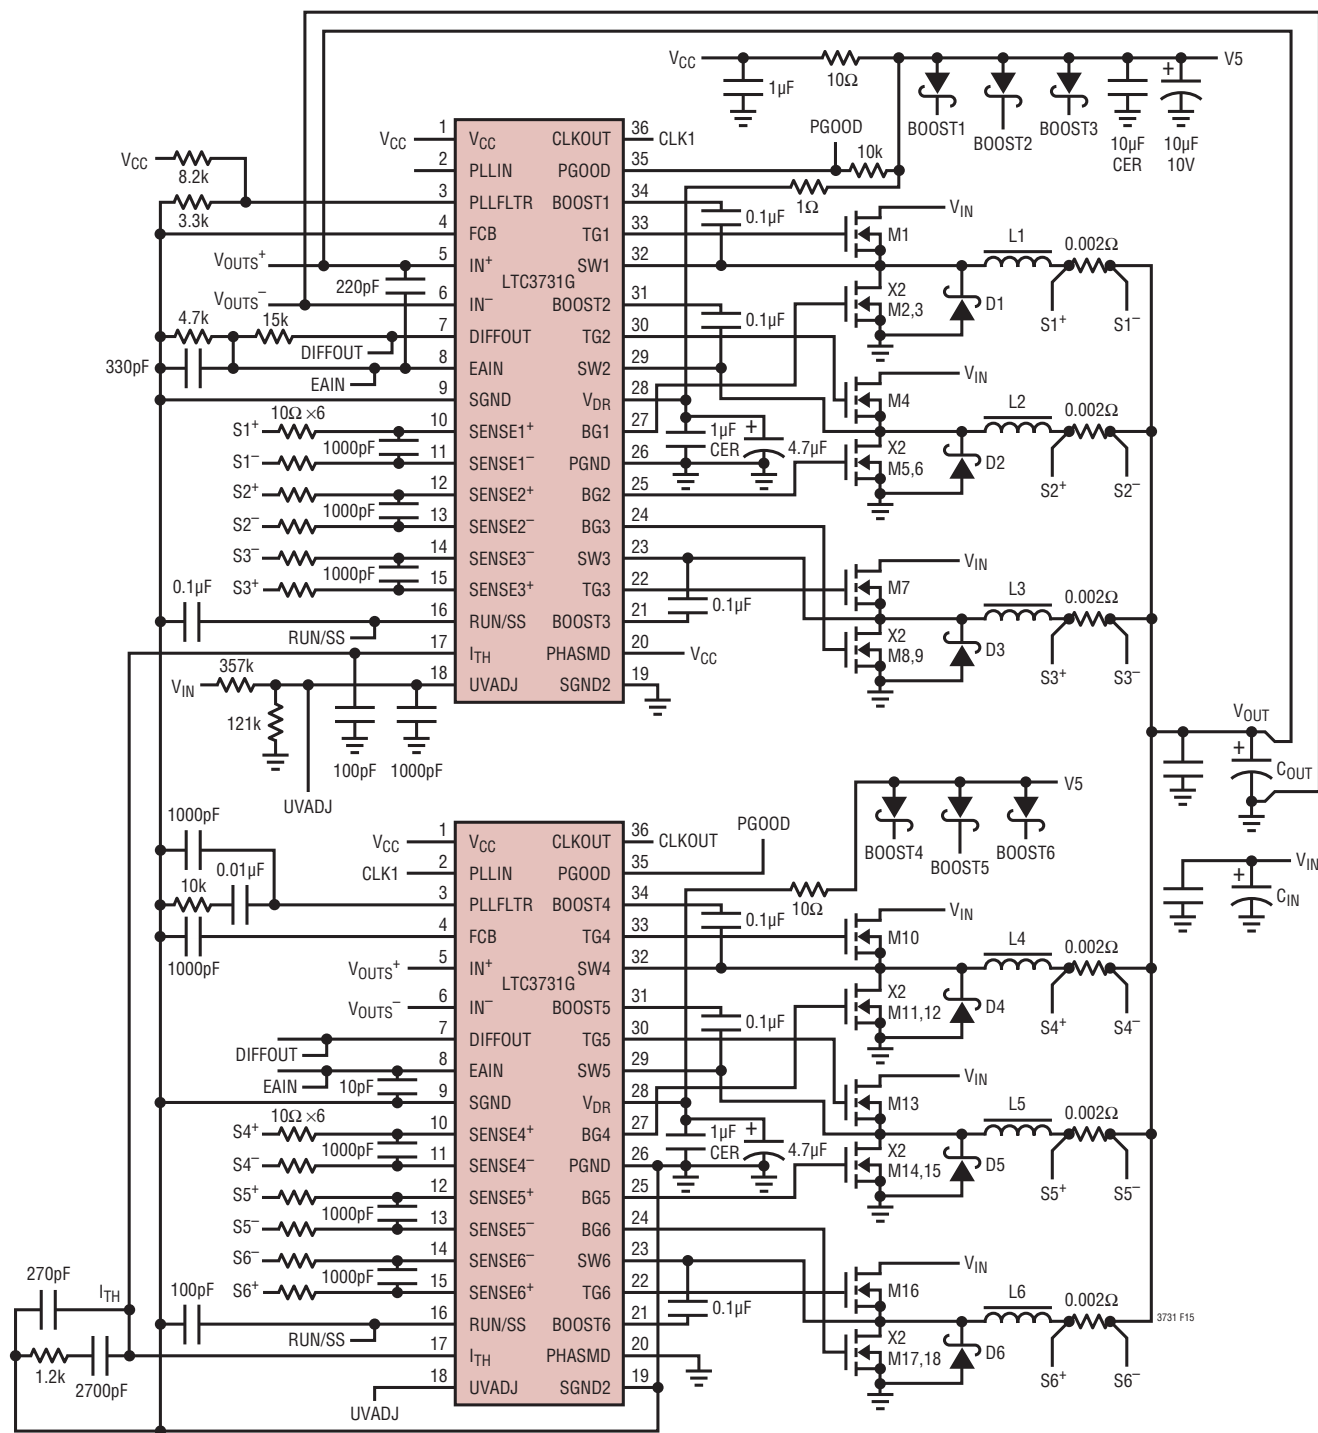 VCC
10Ω
V5
1µF
BOOST1
BOOST2
BOOST3
10µF
CER
10µF
10V
+
VCC
8.2k
3.3k
VOUTS+
VOUTS−
220pF
4.7k
15k
330pF
DIFFOUT
EAIN
10Ω ×6
S1+
1000pF
S1−
S2+
1000pF
S2−
S3−
1000pF
S3+
0.1µF
RUN/SS
357k
VIN
121k
100pF
1000pF
UVADJ
LTC3731G
VCC
1 VCC
2 PLLIN
3 PLLFLTR
4 FCB
5 IN+
6 IN−
7 DIFFOUT
8 EAIN
9 SGND
10 SENSE1+
11 SENSE1−
12 SENSE2+
13 SENSE2−
14 SENSE3−
15 SENSE3+
16 RUN/SS
17 ITH
18 UVADJ
CLKOUT 36 CLK1
PGOOD 35
BOOST1 34
TG1 33
SW1 32
BOOST2 31
TG2 30
SW2 29
VDR 28
BG1 27
PGND 26
BG2 25
BG3 24
SW3 23
TG3 22
BOOST3 21
PHASMD 20 VCC
SGND2 19
PGOOD
10k
1Ω
0.1µF
0.1µF
1µF
CER
+
4.7µF
0.1µF
VIN
M1
X2
M2,3
D1
L1
0.002Ω
S1+
S1−
VIN
M4
X2
M5,6
D2
L2
0.002Ω
S2+
S2−
VIN
M7
X2
M8,9
D3
L3
0.002Ω
S3+
S3−
VOUT
+
COUT
VIN
+
CIN
1000pF
0.01µF
10k
1000pF
VCC
CLK1
VOUTS+
VOUTS−
DIFFOUT
EAIN
10pF
10Ω ×6
S4+
1000pF
S4−
S5+
1000pF
S5−
S6−
1000pF
S6+
270pF
ITH
100pF
RUN/SS
1.2k
2700pF
UVADJ
LTC3731G
1 VCC
2 PLLIN
3 PLLFLTR
4 FCB
5 IN+
6 IN−
7 DIFFOUT
8 EAIN
9 SGND
10 SENSE4+
11 SENSE4−
12 SENSE5+
13 SENSE5−
14 SENSE6−
15 SENSE6+
16 RUN/SS
17 ITH
18 UVADJ
CLKOUT 36 CLKOUT
PGOOD 35
BOOST4 34
TG4 33
SW4 32
BOOST5 31
TG5 30
SW5 29
VDR 28
BG4 27
PGND 26
BG5 25
BG6 24
SW6 23
TG6 22
BOOST6 21
PHASMD 20
SGND2 19
PGOOD
V5
BOOST4
BOOST5
BOOST6
10Ω
0.1µF
0.1µF
1µF
CER
+
4.7µF
0.1µF
VIN
M10
X2
M11,12
D4
L4
0.002Ω
S4+
S4−
VIN
M13
X2
M14,15
D5
L5
0.002Ω
S5+
S5−
VIN
M16
X2
M17,18
D6
L6
0.002Ω
S6+
S6−
3731 F15